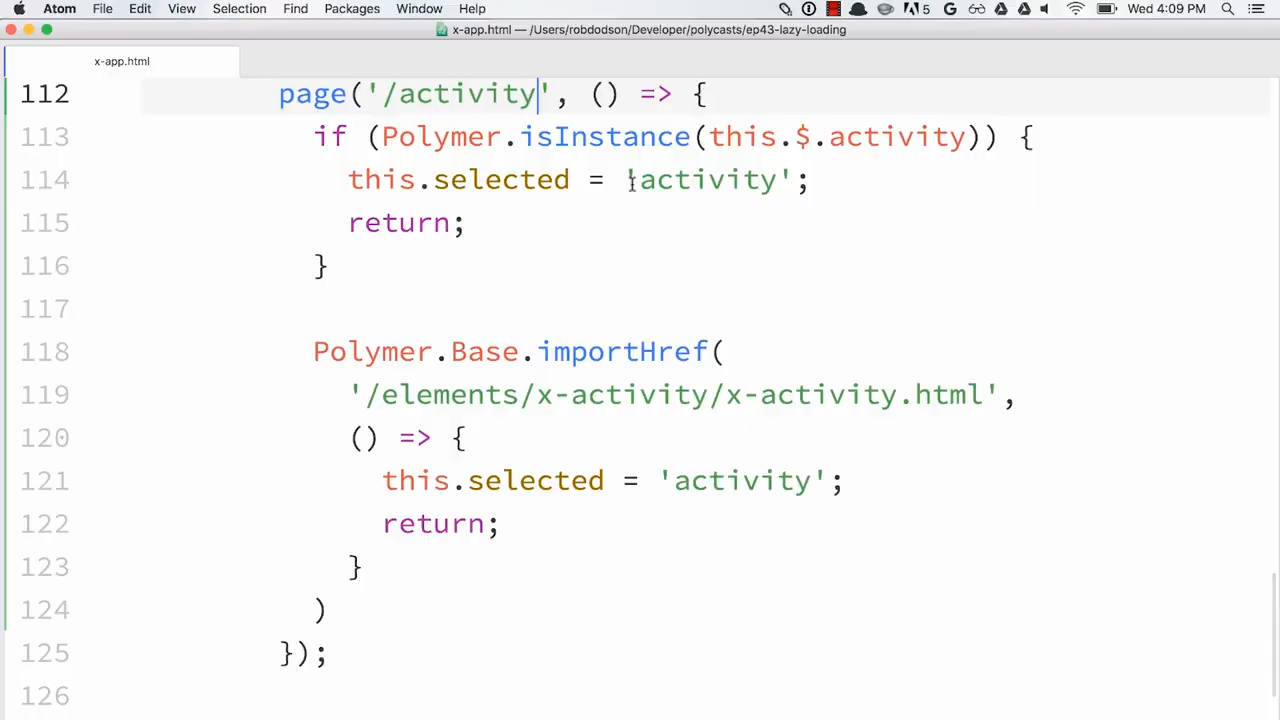 Atom File Edit View Selection Find Packages Window Help 5 Wed 4:09 PM
x-app.html — /Users/robdodson/Developer/polycasts/ep43-lazy-loading
x-app.html
112 page('/activity', () => {
113 if (Polymer.isInstance(this.$.activity)) {
114 this.selected = 'activity';
115 return;
116 }
117
118 Polymer.Base.importHref(
119 '/elements/x-activity/x-activity.html',
120 () => {
121 this.selected = 'activity';
122 return;
123 }
124 )
125 });
126